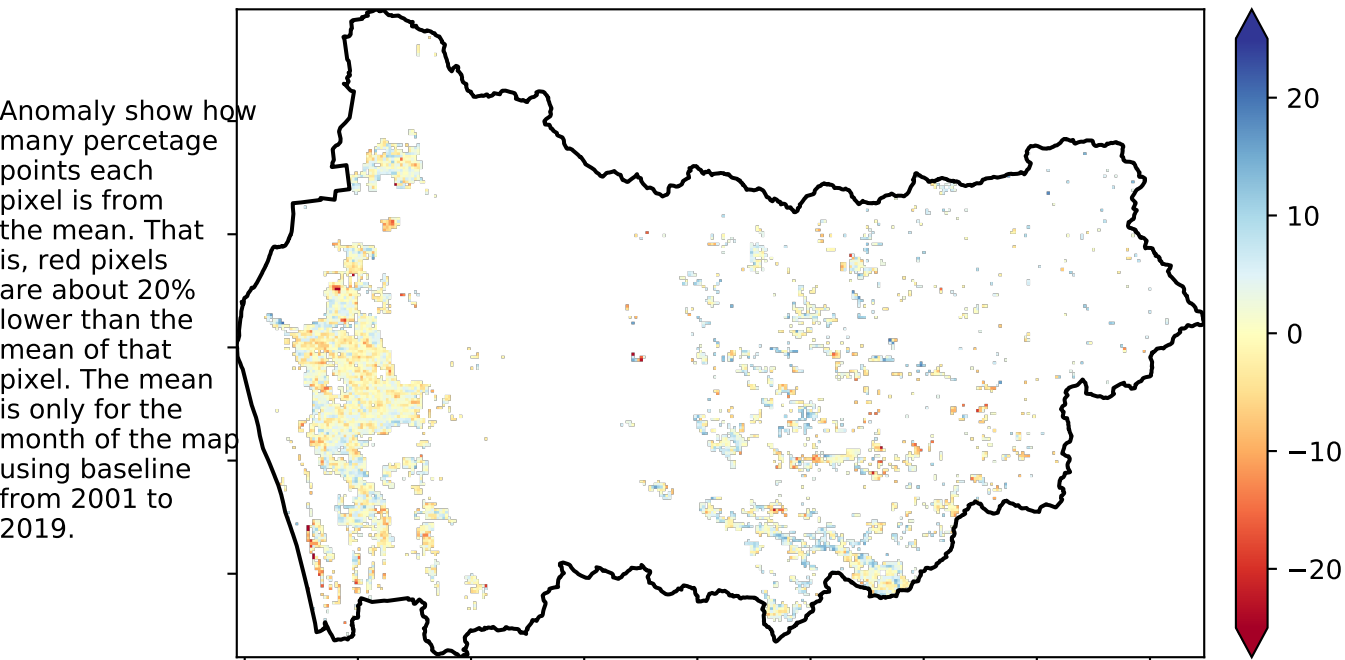 Anomaly show how
many percetage
points each
pixel is from
the mean. That
is, red pixels
are about 20%
lower than the
mean of that
pixel. The mean
is only for the
month of the map
using baseline
from 2001 to
2019.
20
10
0
−10
−20